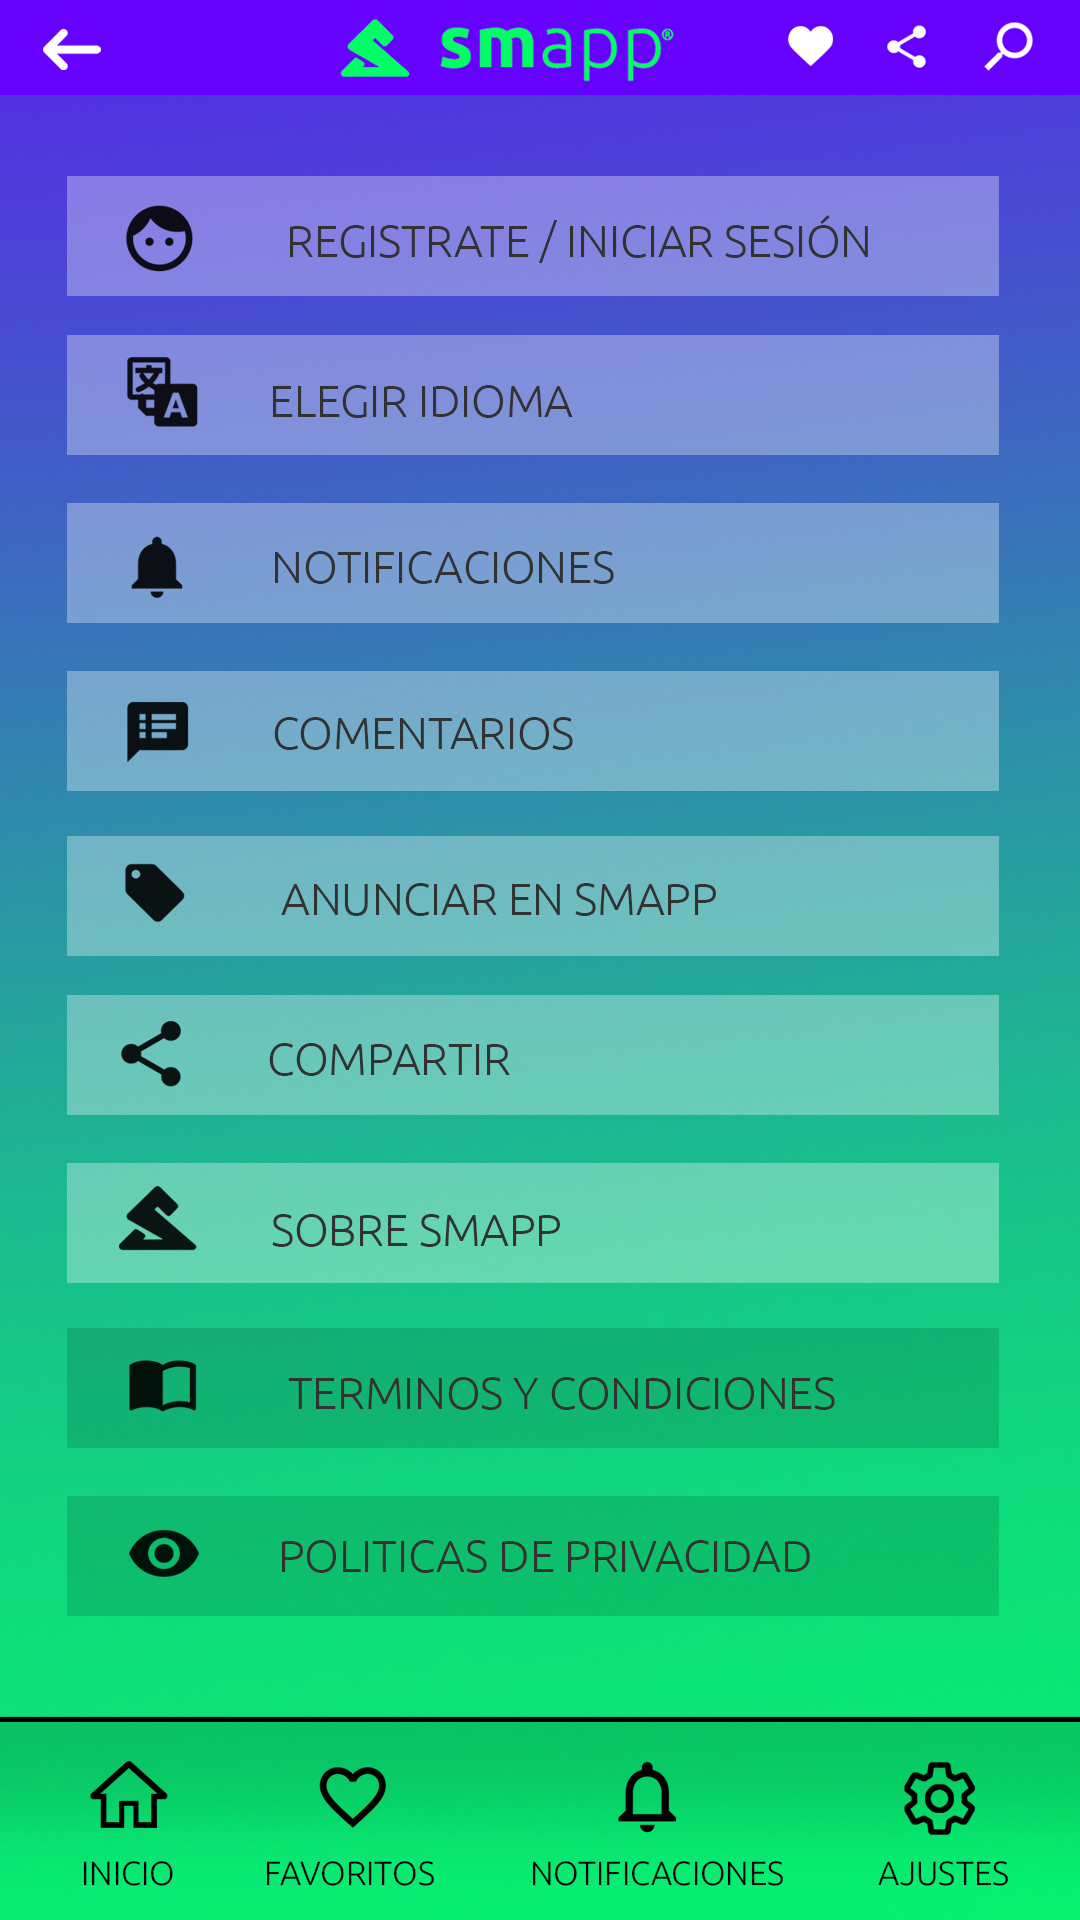 smapp®
REGISTRATE / INICIAR SESIÓN
文
A
ELEGIR IDIOMA
NOTIFICACIONES
COMENTARIOS
ANUNCIAR EN SMAPP
COMPARTIR
SOBRE SMAPP
TERMINOS Y CONDICIONES
POLITICAS DE PRIVACIDAD
INICIO FAVORITOS NOTIFICACIONES AJUSTES